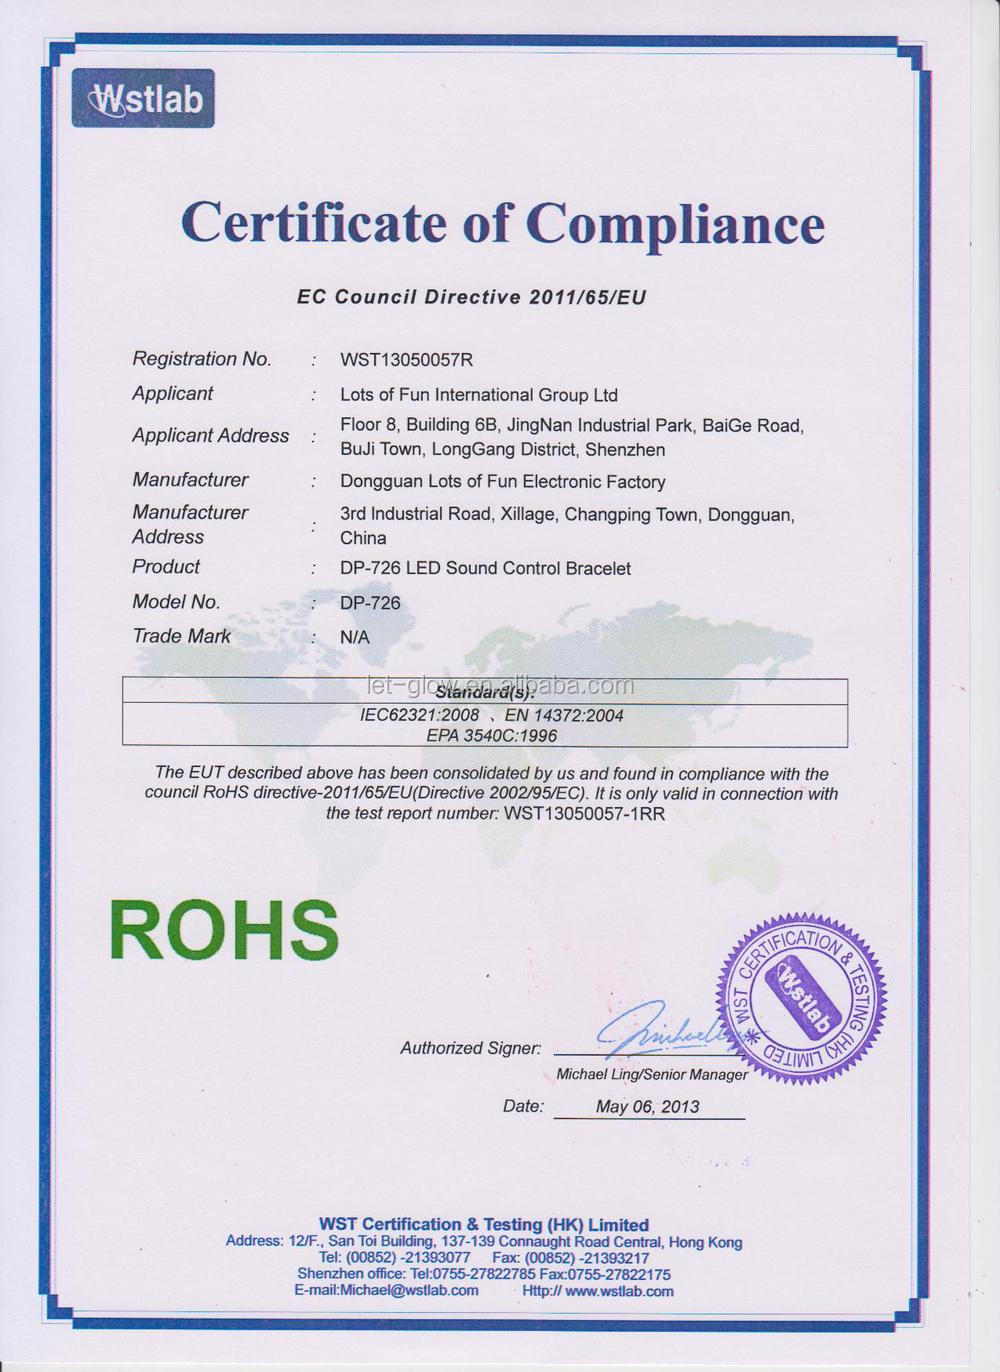 Wstlab
Certificate of Compliance
EC Council Directive 2011/65/EU
Registration No. : WST13050057R
Applicant : Lots of Fun International Group Ltd
Applicant Address : Floor 8, Building 6B, JingNan Industrial Park, BaiGe Road,
BuJi Town, LongGang District, Shenzhen
Manufacturer : Dongguan Lots of Fun Electronic Factory
Manufacturer Address : 3rd Industrial Road, Xillage, Changping Town, Dongguan,
China
Product : DP-726 LED Sound Control Bracelet
Model No. : DP-726
Trade Mark : N/A
let-glow.en.alibaba.com
Standard(s):
IEC62321:2008 、 EN 14372:2004
EPA 3540C:1996
The EUT described above has been consolidated by us and found in compliance with the
council RoHS directive-2011/65/EU(Directive 2002/95/EC). It is only valid in connection with
the test report number: WST13050057-1RR
ROHS
WST CERTIFICATION & TESTING (HK) LIMITED
Wstlab
Authorized Signer:
Michael Ling/Senior Manager
Date: May 06, 2013
WST Certification & Testing (HK) Limited
Address: 12/F., San Toi Building, 137-139 Connaught Road Central, Hong Kong
Tel: (00852) -21393077 Fax: (00852) -21393217
Shenzhen office: Tel:0755-27822785 Fax:0755-27822175
E-mail:Michael@wstlab.com Http:// www.wstlab.com